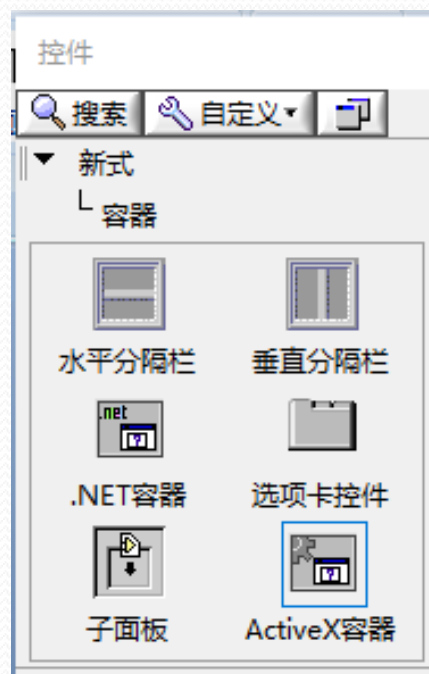 控件
搜索 自定义
新式
容器
水平分隔栏 垂直分隔栏
.net
.NET容器 选项卡控件
子面板 ActiveX容器